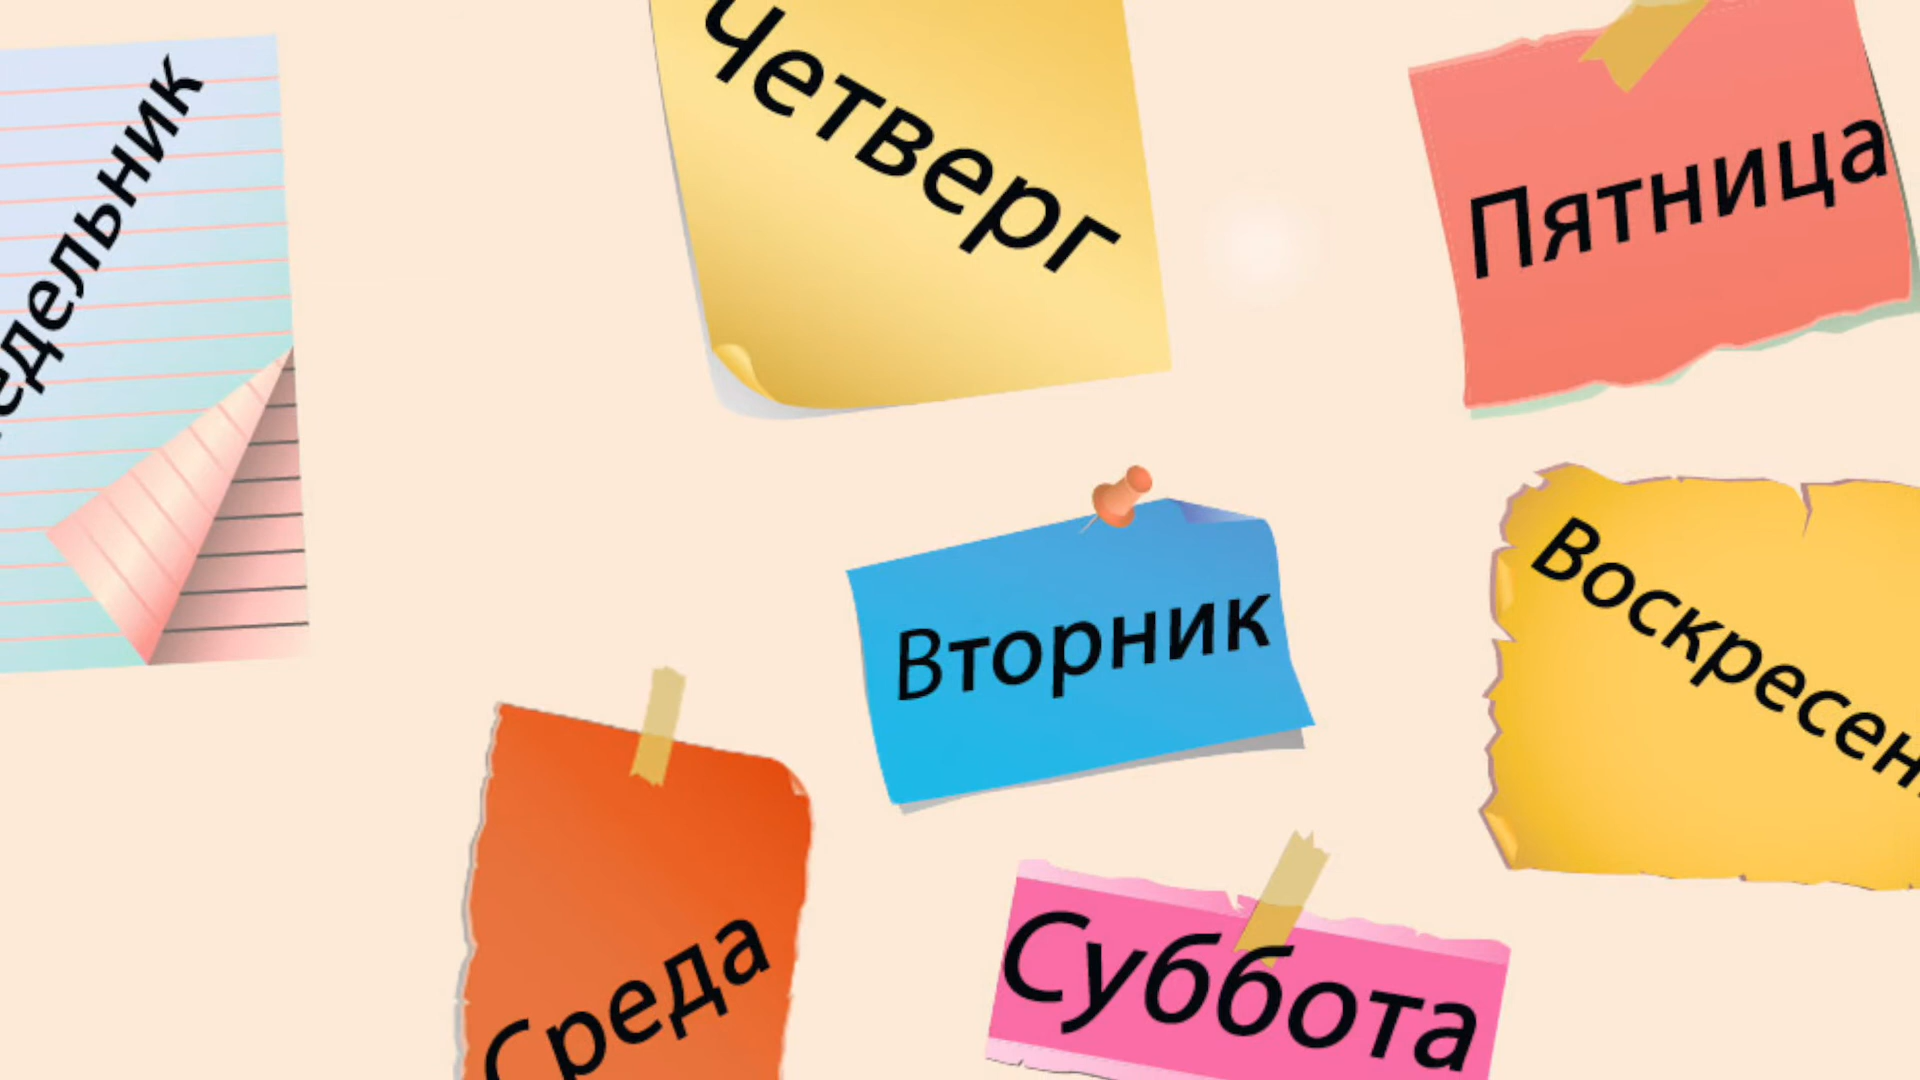 едельник
Четверг
Пятница
Вторник
Воскресен
Среда
Суббота